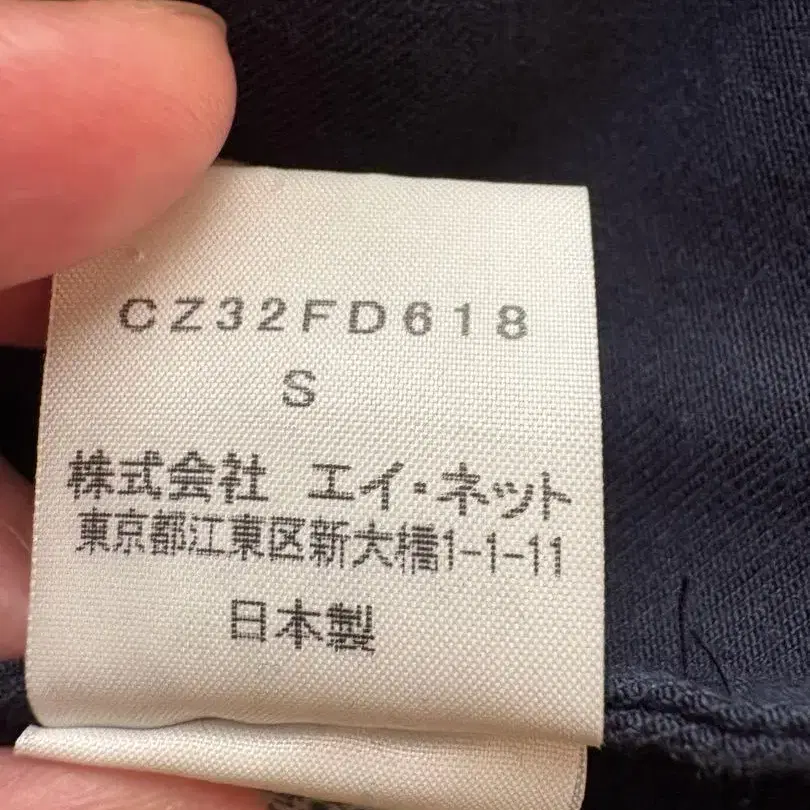 CZ32FD618
S
株式会社 エイ・ネット
東京都江東区新大橋1-1-11
日本製